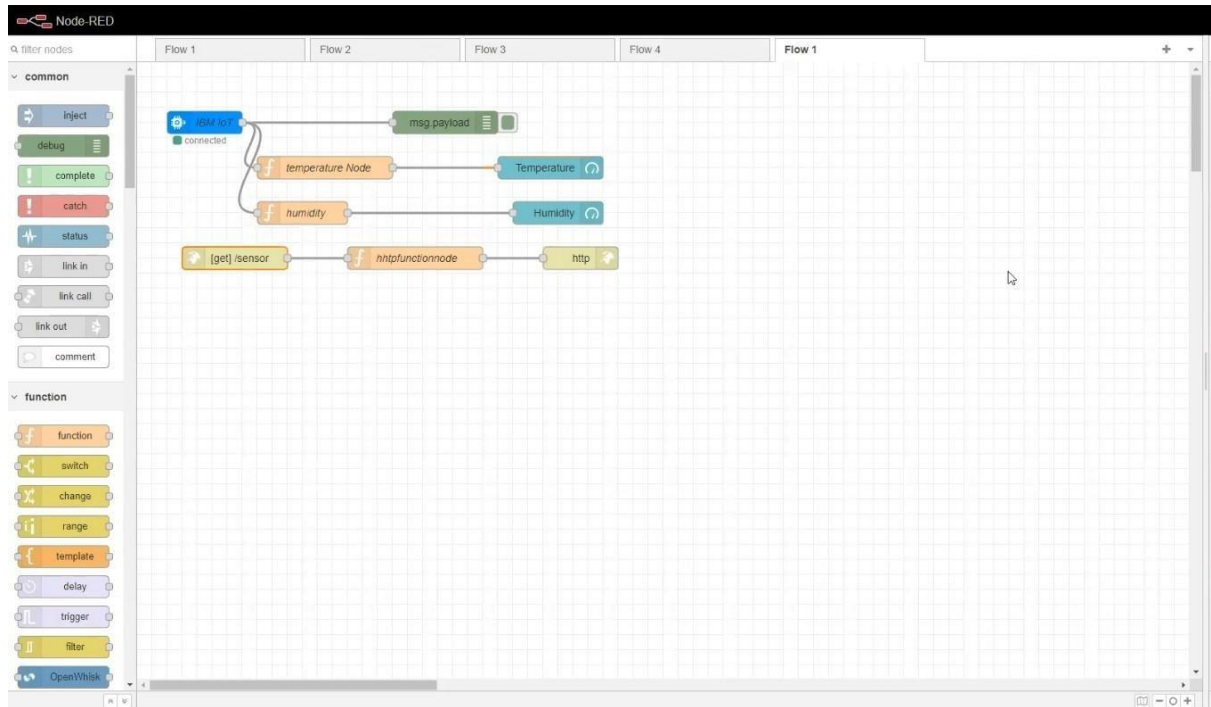 Node-RED
filter nodes
Flow 1
Flow 2
Flow 3
Flow 4
Flow 1
common
inject
debug
complete
catch
status
link in
link call
link out
comment
function
function
switch
change
range
template
delay
trigger
filter
OpenWhisk
IBM IoT
connected
msg.payload
temperature Node
Temperature
humidity
Humidity
[get] /sensor
hhtpfunctionnode
http